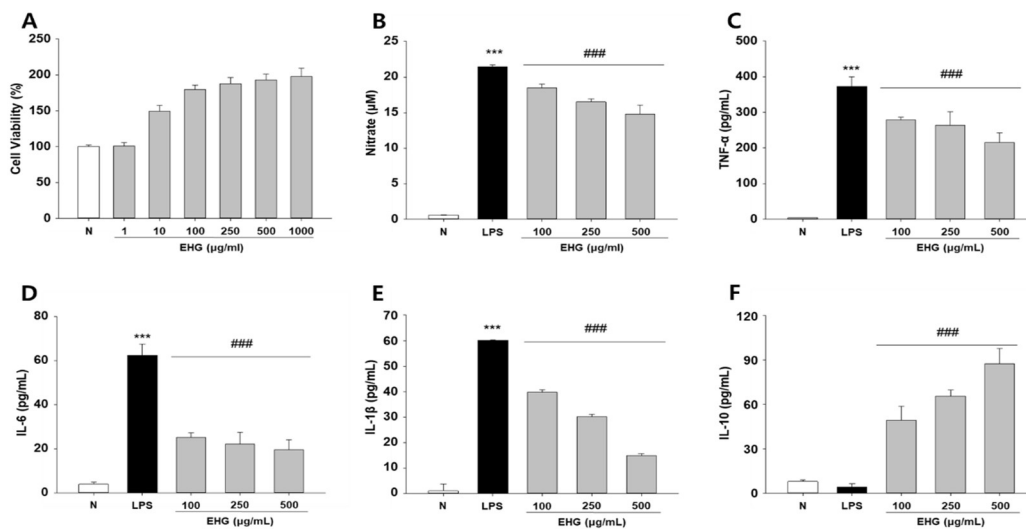 A
Cell Viability (%)
250
200
150
100
50
0
N 1 10 100 250 500 1000
EHG (µg/ml)
B
Nitrate (µM)
25
20
15
10
5
0
***
###
N LPS 100 250 500
EHG (µg/ml)
C
TNF-α (pg/mL)
500
400
300
200
100
0
***
###
N LPS 100 250 500
EHG (µg/mL)
D
IL-6 (pg/mL)
80
60
40
20
0
***
###
N LPS 100 250 500
EHG (µg/mL)
E
IL-1β (pg/mL)
70
60
50
40
30
20
10
0
***
###
N LPS 100 250 500
EHG (µg/mL)
F
IL-10 (pg/mL)
120
90
60
30
0
###
N LPS 100 250 500
EHG (µg/mL)